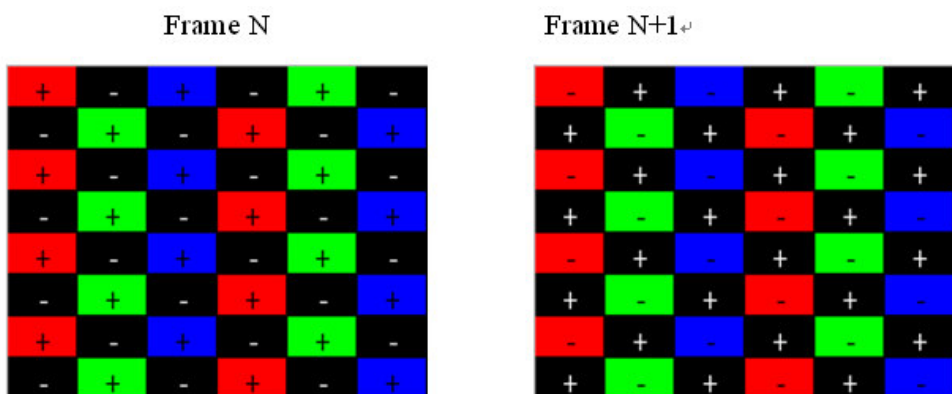 Frame N Frame N+1↵
+ - + - + - - + - + - +
- + - + - + + - + - + -
+ - + - + - - + - + - +
- + - + - + + - + - + -
+ - + - + - - + - + - +
- + - + - + + - + - + -
+ - + - + - - + - + - +
- + - + - + + - + - + -